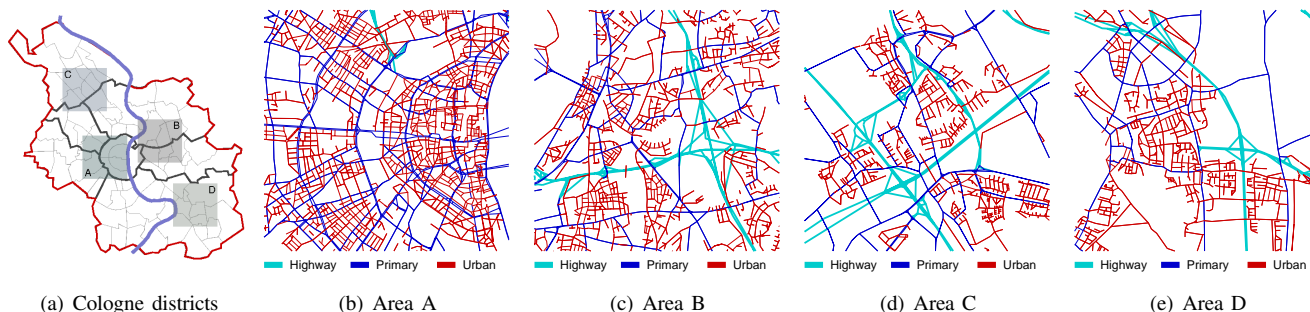 C
B
A
D
Highway Primary Urban
Highway Primary Urban
Highway Primary Urban
Highway Primary Urban
(a) Cologne districts
(b) Area A
(c) Area B
(d) Area C
(e) Area D